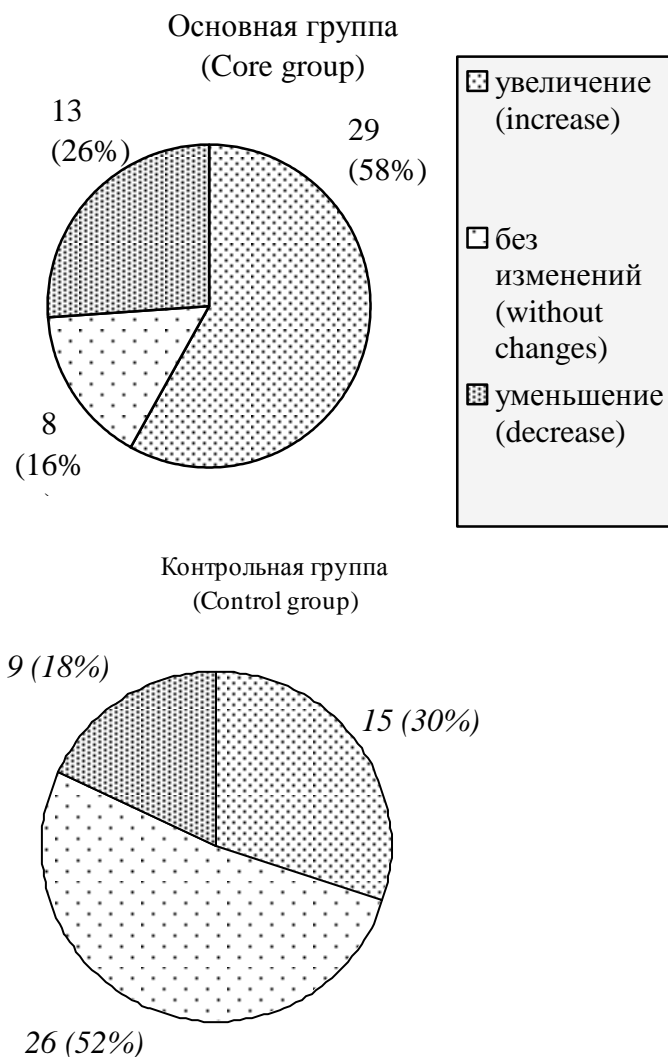 Основная группа
(Core group)
13
(26%)
29
(58%)
8
(16%
увеличение
(increase)
без
изменений
(without
changes)
уменьшение
(decrease)
Контрольная группа
(Control group)
9 (18%)
15 (30%)
26 (52%)